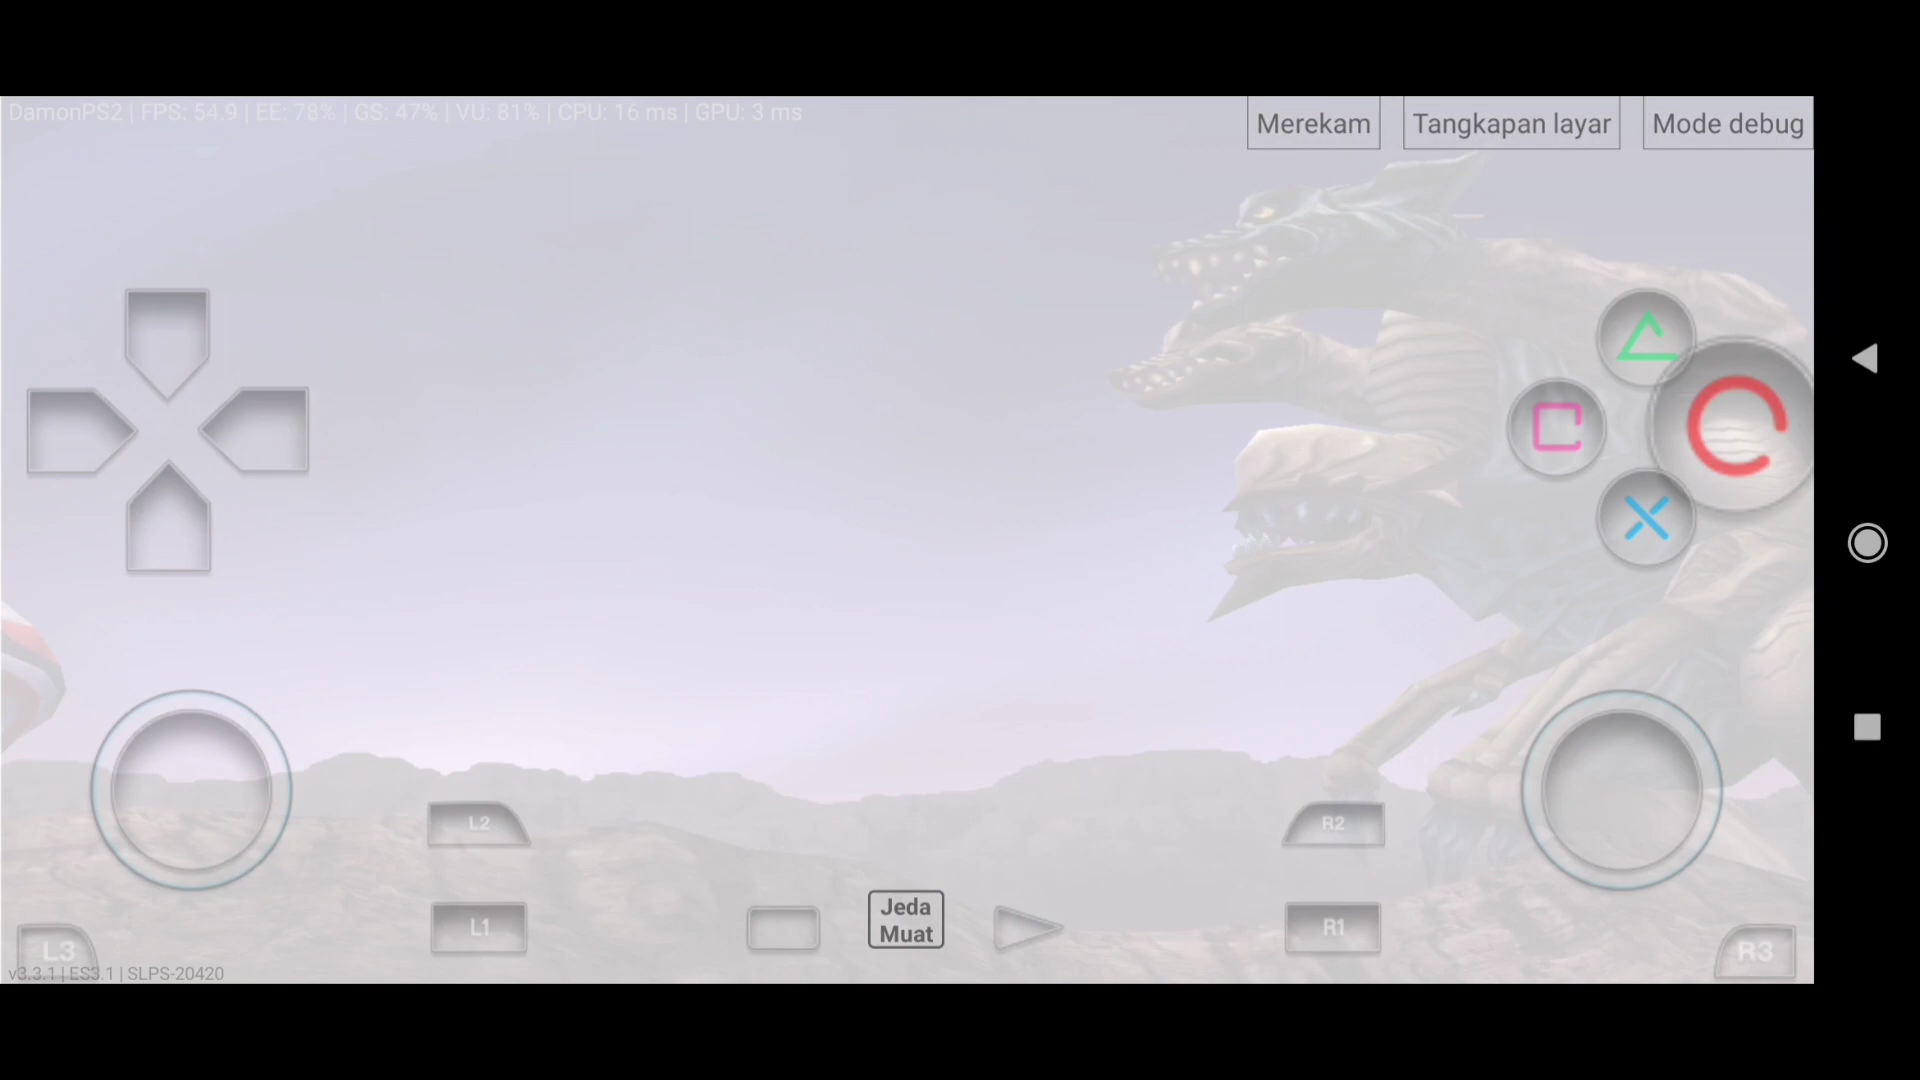 DamonPS2 | FPS: 54.9 | EE: 78% | GS: 47% | VU: 81% | CPU: 16 ms | GPU: 3 ms
Merekam
Tangkapan layar
Mode debug
L2
R2
L1
Jeda
Muat
R1
L3
R3
v3.3.1 | ES3.1 | SLPS-20420